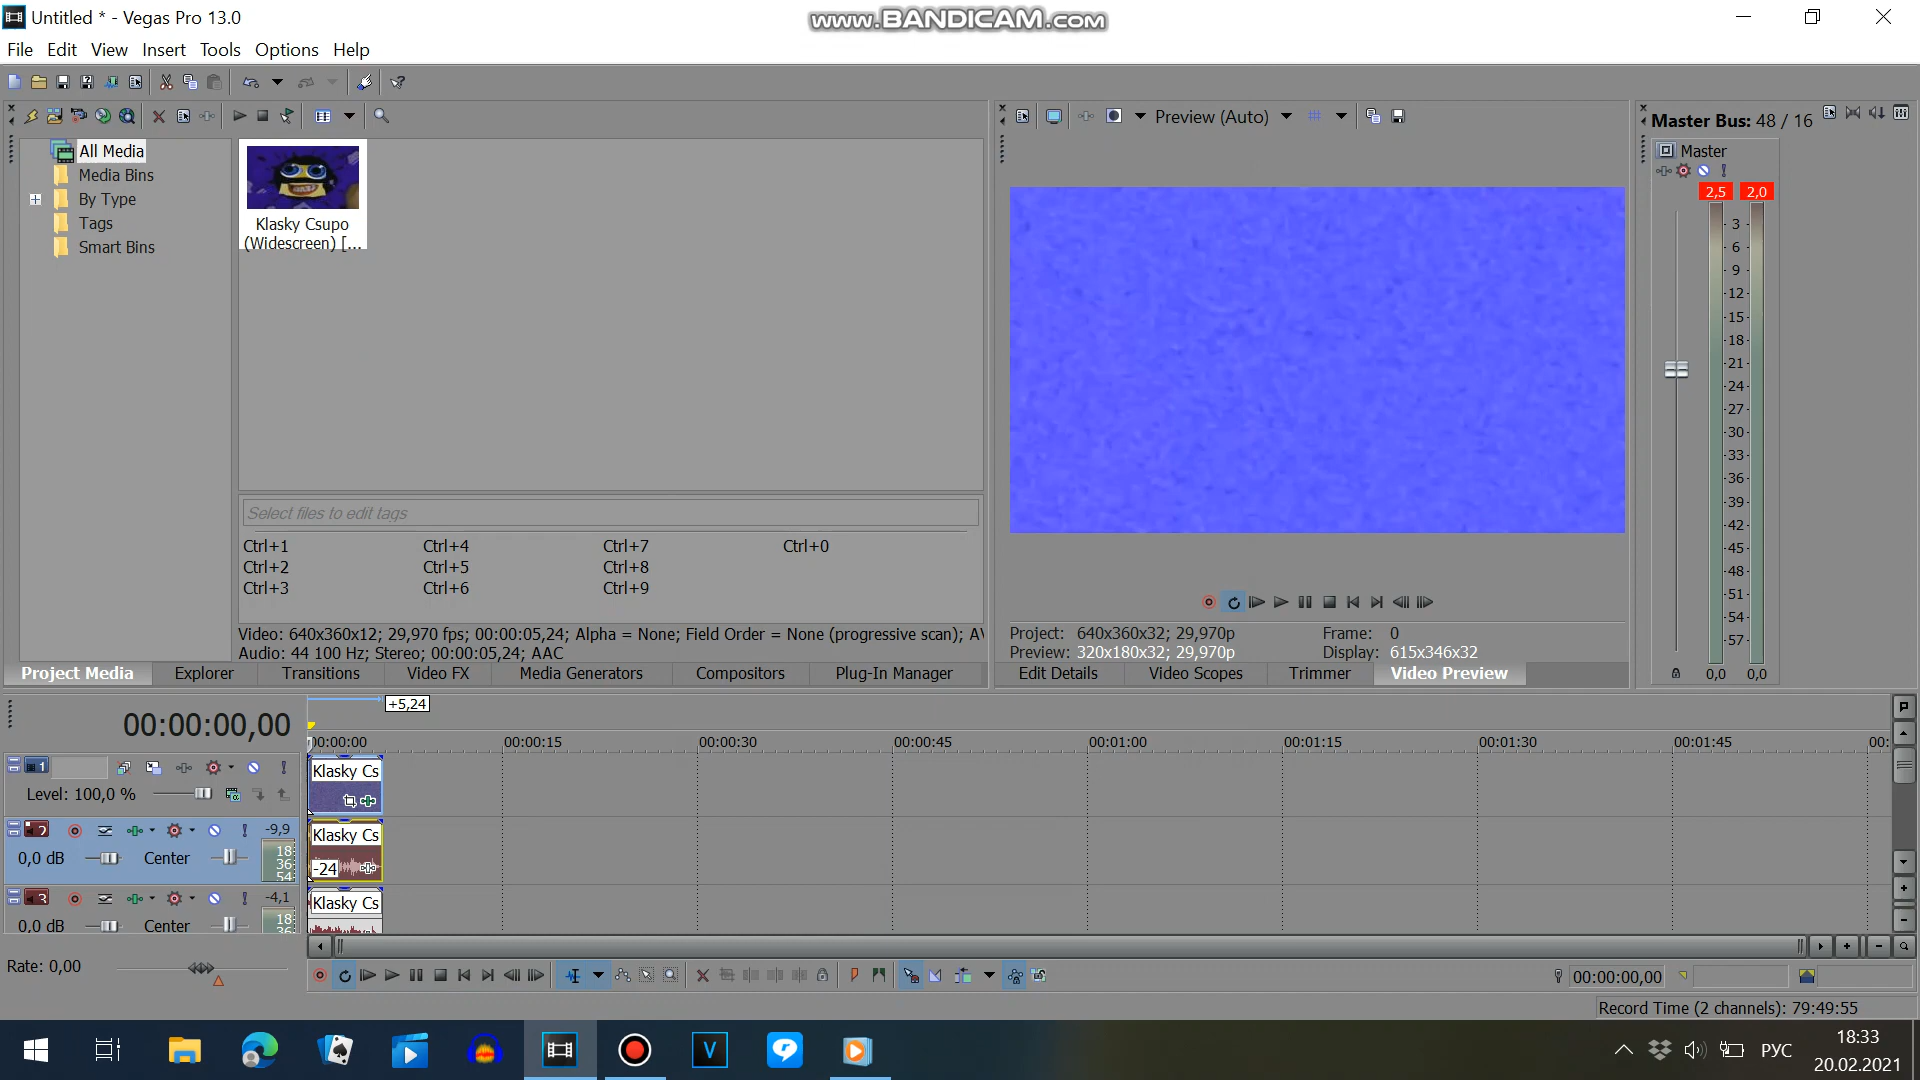 Untitled * - Vegas Pro 13.0
www.BANDICAM.com
File Edit View Insert Tools Options Help
Preview (Auto)
Master Bus: 48 / 16
All Media
Media Bins
By Type
Tags
Smart Bins
Klasky Csupo
(Widescreen) [...
Master
2,5 2,0
3
6
9
12
15
18
21
24
27
30
33
36
39
42
45
48
51
54
57
0,0 0,0
Select files to edit tags
Ctrl+1 Ctrl+4 Ctrl+7 Ctrl+0
Ctrl+2 Ctrl+5 Ctrl+8
Ctrl+3 Ctrl+6 Ctrl+9
Video: 640x360x12; 29,970 fps; 00:00:05,24; Alpha = None; Field Order = None (progressive scan); AV
Audio: 44 100 Hz; Stereo; 00:00:05,24; AAC
Project: 640x360x32; 29,970p Frame: 0
Preview: 320x180x32; 29,970p Display: 615x346x32
Project Media Explorer Transitions Video FX Media Generators Compositors Plug-In Manager
Edit Details Video Scopes Trimmer Video Preview
00:00:00,00
+5,24
00:00:00 00:00:15 00:00:30 00:00:45 00:01:00 00:01:15 00:01:30 00:01:45 00:
1
Level: 100,0 %
Klasky Cs
2
-9,9
0,0 dB Center
18
36
54
Klasky Cs
-24
3
-4,1
0,0 dB Center
18
36
Klasky Cs
Rate: 0,00
00:00:00,00
Record Time (2 channels): 79:49:55
V
РУС
18:33
20.02.2021